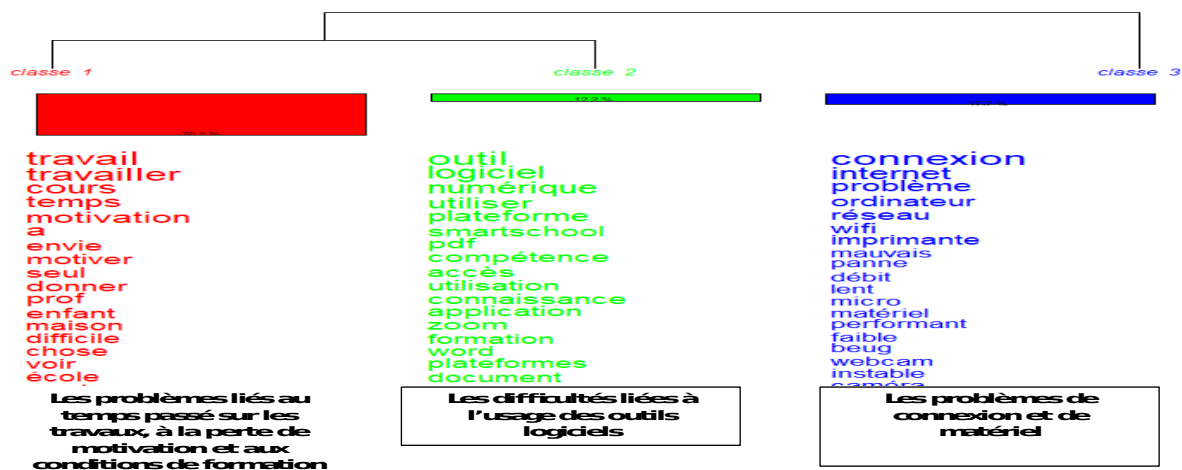 classe 1
travail
travailler
cours
temps
motivation
a
envie
motiver
seul
donner
prof
enfant
maison
difficile
chose
voir
école
Les problèmes liés au
temps passé sur les
travaux, à la perte de
motivation et aux
conditions de formation
classe 2
12.2 %
outil
logiciel
numérique
utiliser
plateforme
smartschool
pdf
compétence
accès
utilisation
connaissance
application
zoom
formation
word
plateformes
document
Les difficultés liées à
l'usage des outils
logiciels
classe 3
connexion
internet
problème
ordinateur
réseau
wifi
imprimante
mauvais
panne
débit
lent
micro
matériel
performant
faible
beug
webcam
instable
caméra
Les problèmes de
connexion et de
matériel